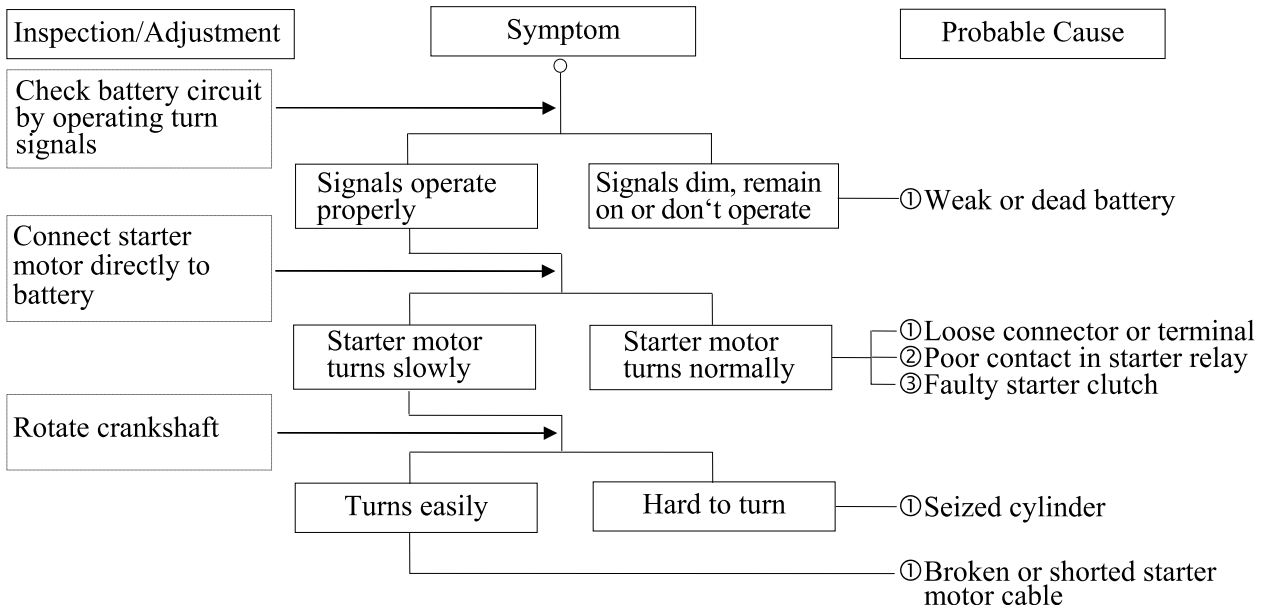 Inspection/Adjustment
Symptom
Probable Cause
Check battery circuit
by operating turn
signals
Signals operate
properly
Signals dim, remain
on or don‘t operate
①Weak or dead battery
Connect starter
motor directly to
battery
Starter motor
turns slowly
Starter motor
turns normally
①Loose connector or terminal
②Poor contact in starter relay
③Faulty starter clutch
Rotate crankshaft
Turns easily
Hard to turn
①Seized cylinder
①Broken or shorted starter
motor cable